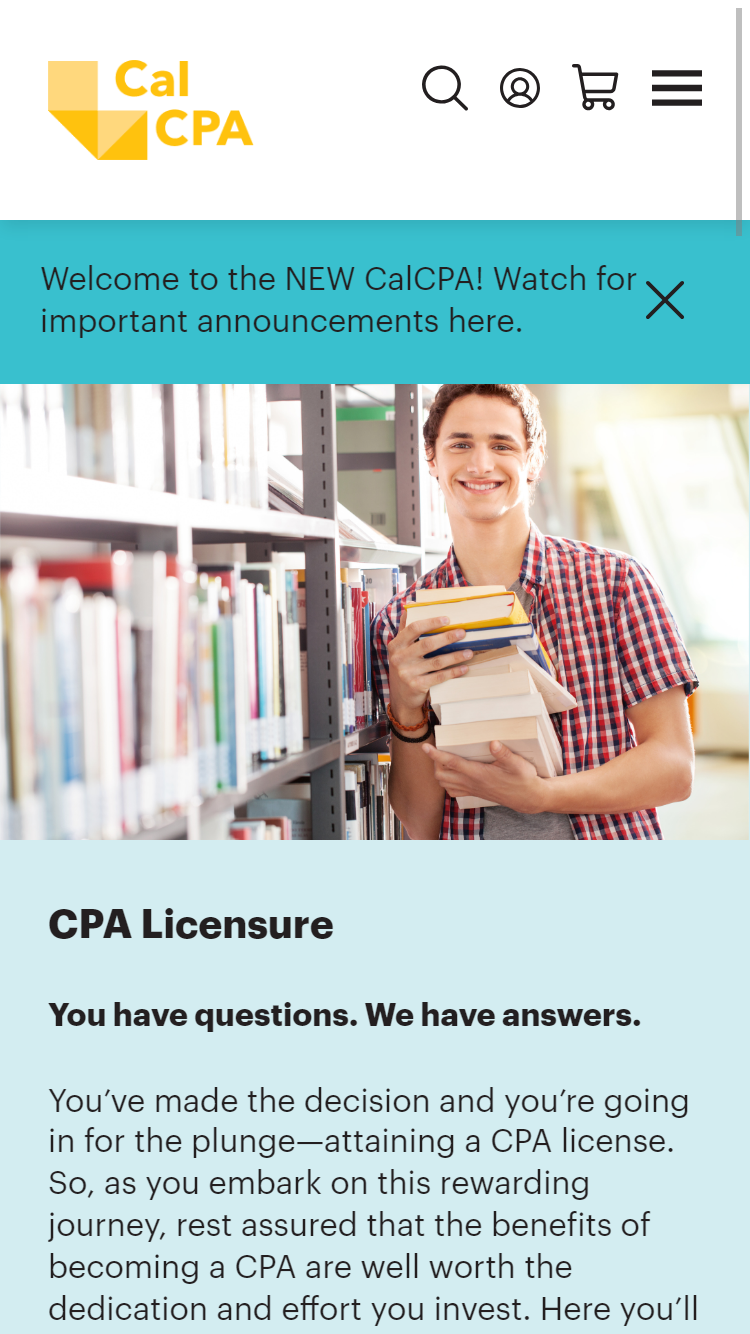 Cal
CPA
Welcome to the NEW CalCPA! Watch for
important announcements here.
CPA Licensure
You have questions. We have answers.
You’ve made the decision and you’re going
in for the plunge—attaining a CPA license.
So, as you embark on this rewarding
journey, rest assured that the benefits of
becoming a CPA are well worth the
dedication and effort you invest. Here you’ll